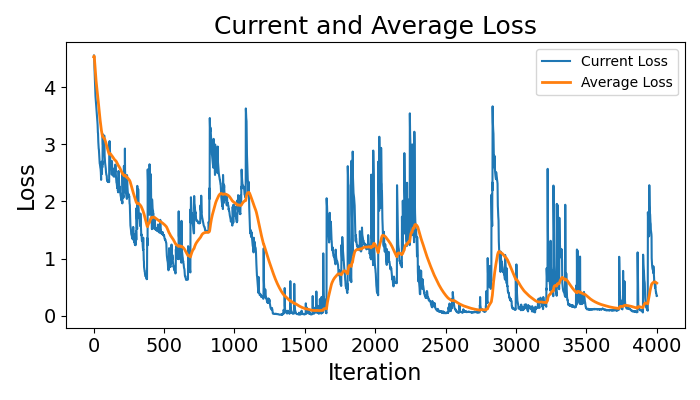 Current and Average Loss
Current Loss
Average Loss
Loss
4
3
2
1
0
0 500 1000 1500 2000 2500 3000 3500 4000
Iteration